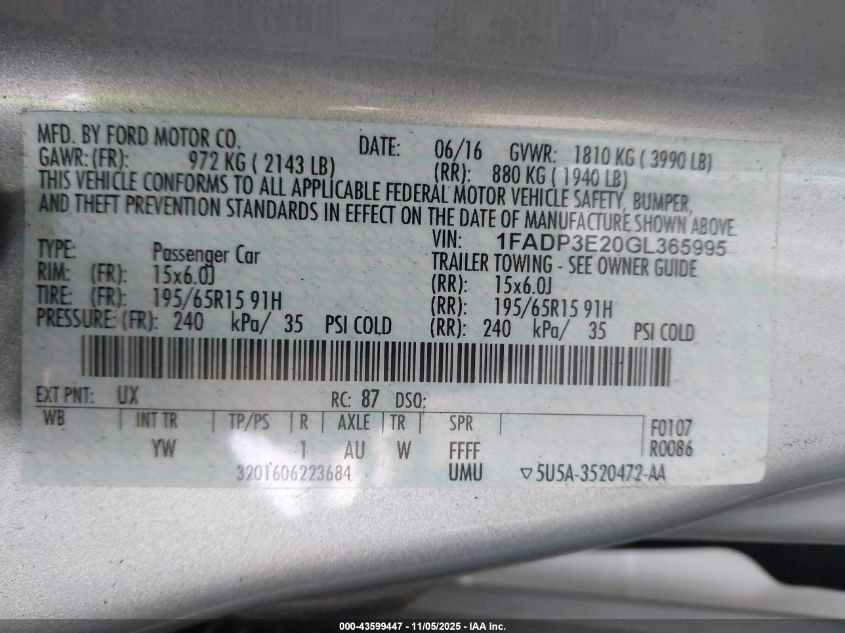 MFD. BY FORD MOTOR CO. DATE: 06/16 GVWR: 1810 KG ( 3990 LB)
GAWR: (FR): 972 KG ( 2143 LB) (RR): 880 KG ( 1940 LB)
THIS VEHICLE CONFORMS TO ALL APPLICABLE FEDERAL MOTOR VEHICLE SAFETY, BUMPER,
AND THEFT PREVENTION STANDARDS IN EFFECT ON THE DATE OF MANUFACTURE SHOWN ABOVE.
VIN: 1FADP3E20GL365995
TYPE: Passenger Car TRAILER TOWING - SEE OWNER GUIDE
RIM: (FR): 15x6.0J (RR): 15x6.0J
TIRE: (FR): 195/65R15 91H (RR): 195/65R15 91H
PRESSURE: (FR): 240 kPa/ 35 PSI COLD (RR): 240 kPa/ 35 PSI COLD
EXT PNT: UX RC: 87 DSO:
WB INT TR TP/PS R AXLE TR SPR F0107
YW 1 AU W FFFF R0086
3201606223684 UMU ▽5U5A-3520472-AA
000-43599447 - 11/05/2025 - IAA Inc.